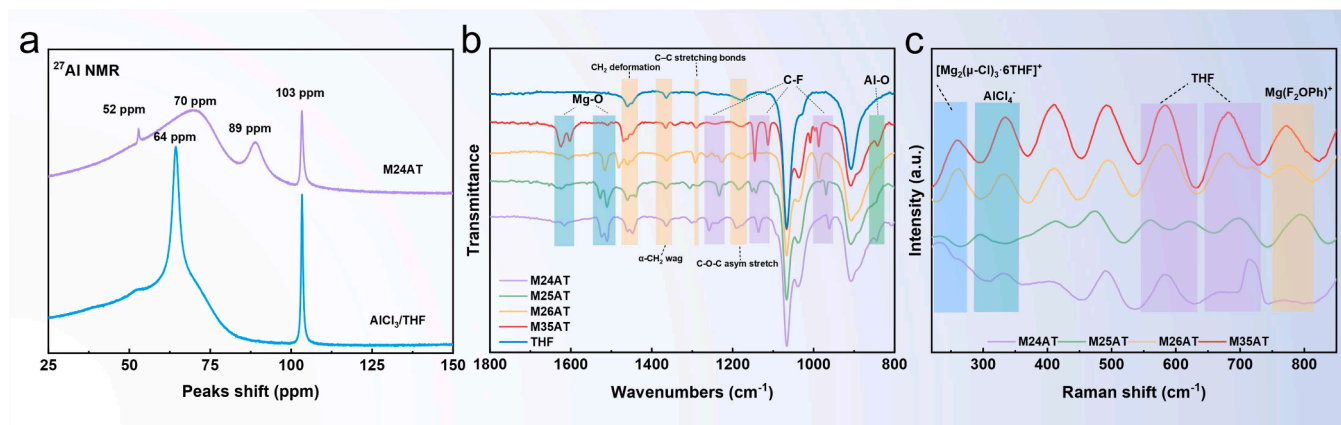 a
²⁷Al NMR
52 ppm
70 ppm
64 ppm
89 ppm
103 ppm
M24AT
AlCl₃/THF
25 50 75 100 125 150
Peaks shift (ppm)
b
Transmittance
C–C stretching bonds
CH₂ deformation
Mg-O
C-F
Al-O
α-CH₂ wag
C-O-C asym stretch
M24AT
M25AT
M26AT
M35AT
THF
1800 1600 1400 1200 1000 800
Wavenumbers (cm⁻¹)
c
Intensity (a.u.)
[Mg₂(μ-Cl)₃·6THF]⁺
AlCl₄⁻
THF
Mg(F₂OPh)⁺
M24AT M25AT M26AT M35AT
300 400 500 600 700 800
Raman shift (cm⁻¹)